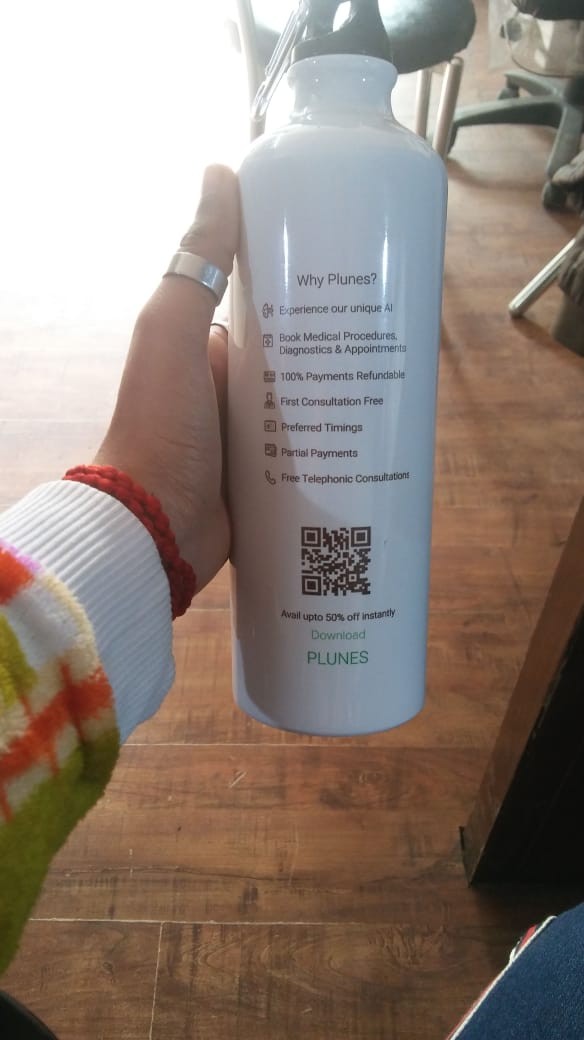 Why Plunes?
Experience our unique AI
Book Medical Procedures,
Diagnostics & Appointments
100% Payments Refundable
First Consultation Free
Preferred Timings
Partial Payments
Free Telephonic Consultations
Avail upto 50% off instantly
Download
PLUNES